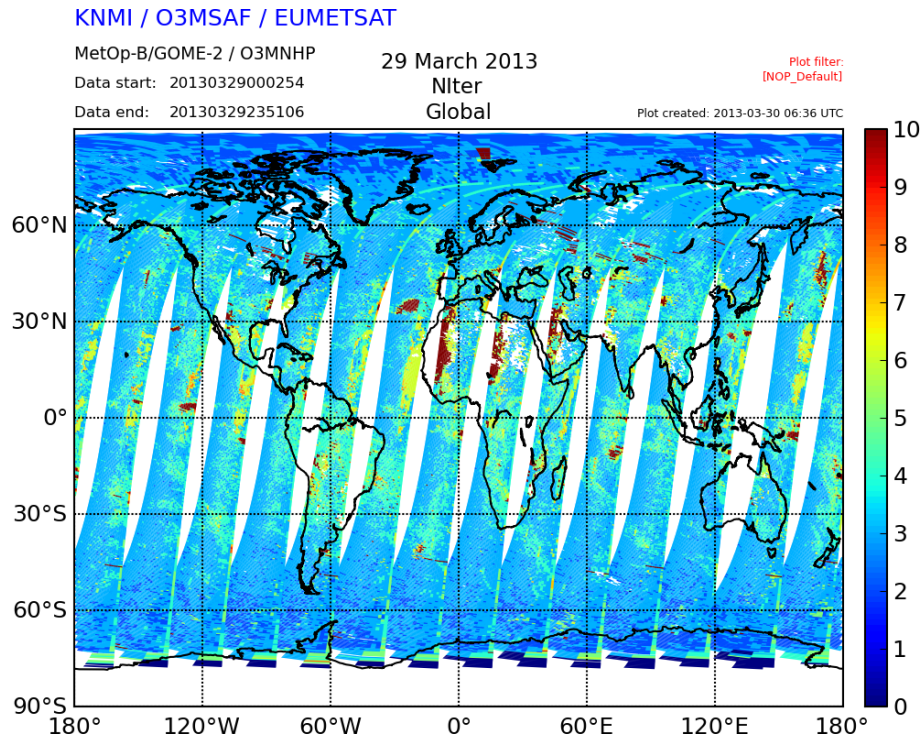 KNMI / O3MSAF / EUMETSAT
MetOp-B/GOME-2 / O3MNHP
Data start: 20130329000254
Data end: 20130329235106
29 March 2013
NIter
Global
Plot filter:
[NOP_Default]
Plot created: 2013-03-30 06:36 UTC
60°N
30°N
0°
30°S
60°S
90°S
180°
120°W
60°W
0°
60°E
120°E
180°
10
9
8
7
6
5
4
3
2
1
0